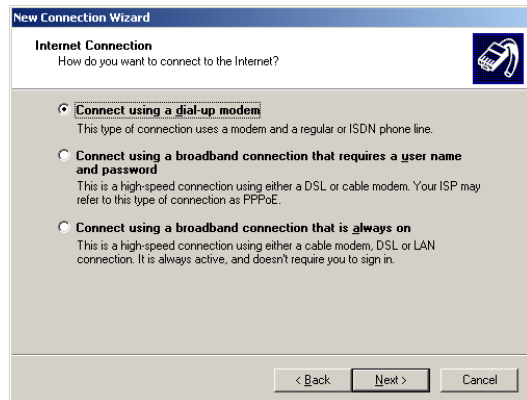 New Connection Wizard
Internet Connection
How do you want to connect to the Internet?
Connect using a dial-up modem
This type of connection uses a modem and a regular or ISDN phone line.
Connect using a broadband connection that requires a user name
and password
This is a high-speed connection using either a DSL or cable modem. Your ISP may
refer to this type of connection as PPPoE.
Connect using a broadband connection that is always on
This is a high-speed connection using either a cable modem, DSL or LAN
connection. It is always active, and doesn't require you to sign in.
< Back Next > Cancel